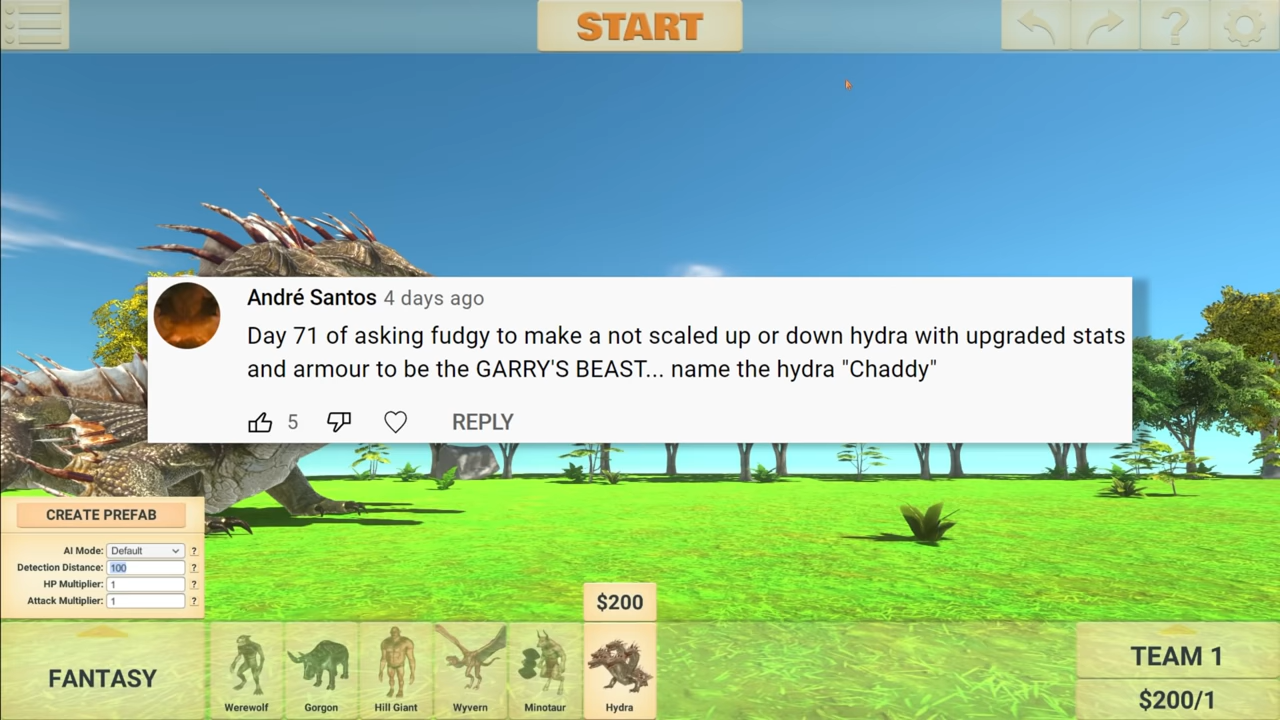 START
?
André Santos 4 days ago
Day 71 of asking fudgy to make a not scaled up or down hydra with upgraded stats
and armour to be the GARRY'S BEAST... name the hydra "Chaddy"
5
REPLY
CREATE PREFAB
AI Mode: Default ?
Detection Distance: 100 ?
HP Multiplier: 1 ?
Attack Multiplier: 1 ?
$200
FANTASY
Werewolf Gorgon Hill Giant Wyvern Minotaur Hydra
TEAM 1
$200/1